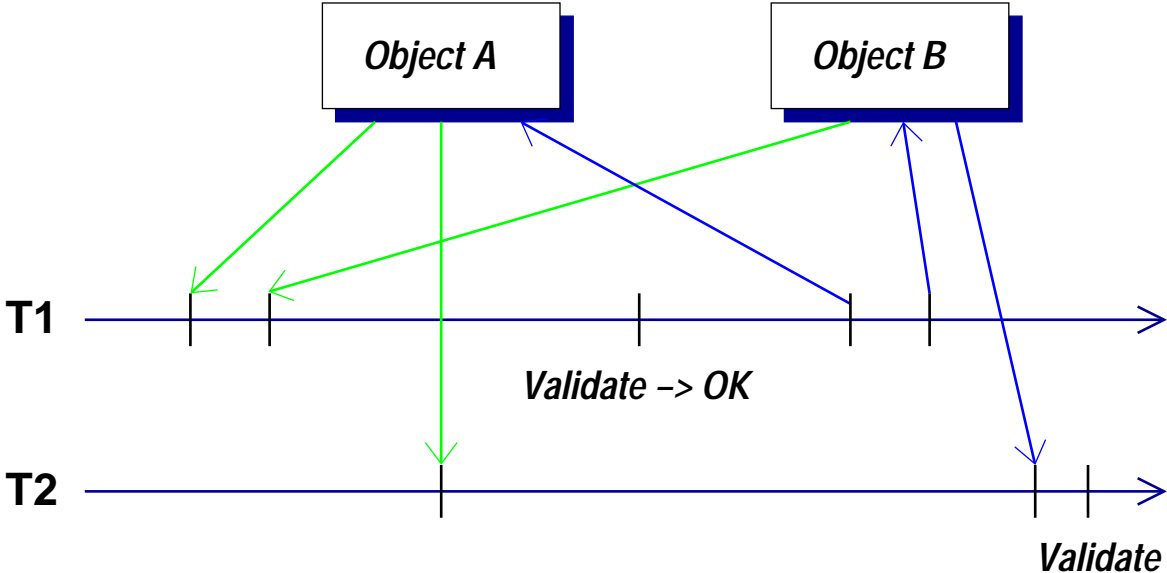 Object A
Object B
T1
Validate –> OK
T2
Validate